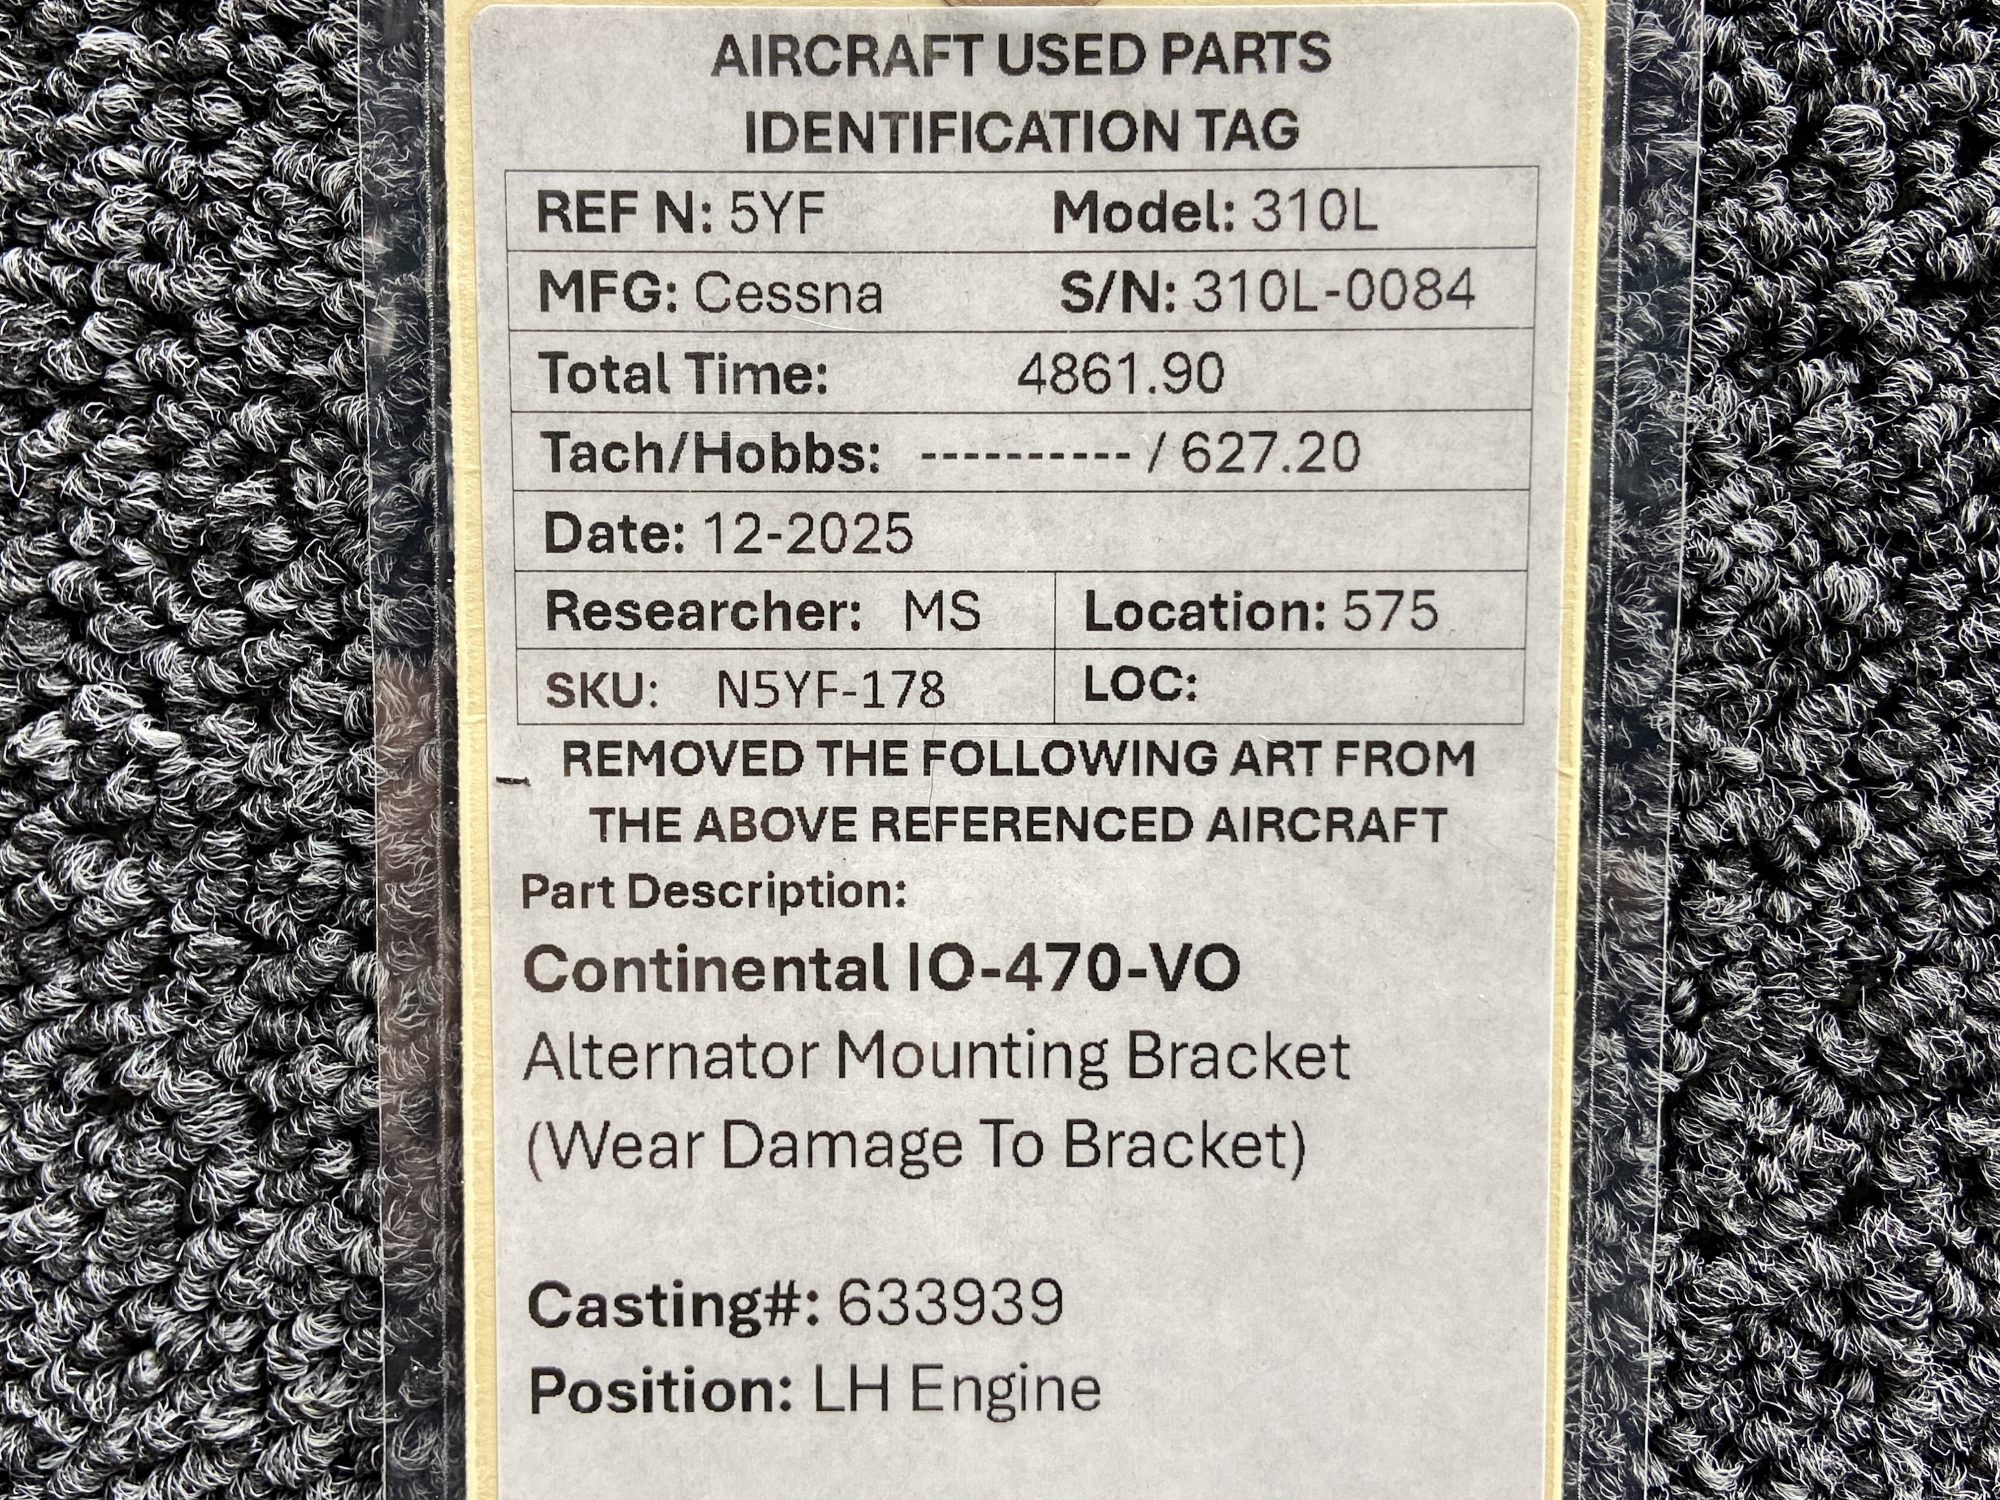 AIRCRAFT USED PARTS
IDENTIFICATION TAG
REF N: 5YF Model: 310L
MFG: Cessna S/N: 310L-0084
Total Time: 4861.90
Tach/Hobbs: ---------- / 627.20
Date: 12-2025
Researcher: MS Location: 575
SKU: N5YF-178 LOC:
REMOVED THE FOLLOWING ART FROM
THE ABOVE REFERENCED AIRCRAFT
Part Description:
Continental IO-470-VO
Alternator Mounting Bracket
(Wear Damage To Bracket)
Casting#: 633939
Position: LH Engine